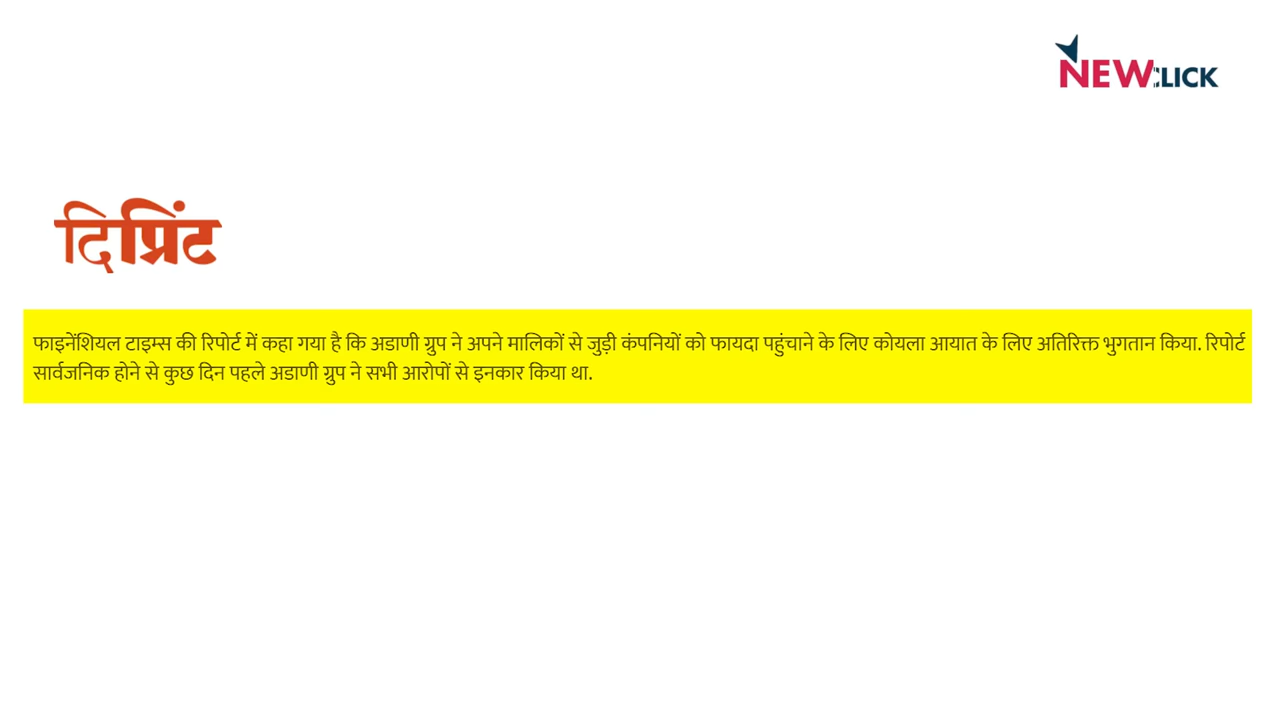 NEWSCLICK
दिप्रिंट
फाइनेंशियल टाइम्स की रिपोर्ट में कहा गया है कि अडाणी ग्रुप ने अपने मालिकों से जुड़ी कंपनियों को फायदा पहुंचाने के लिए कोयला आयात के लिए अतिरिक्त भुगतान किया. रिपोर्ट
सार्वजनिक होने से कुछ दिन पहले अडाणी ग्रुप ने सभी आरोपों से इनकार किया था.